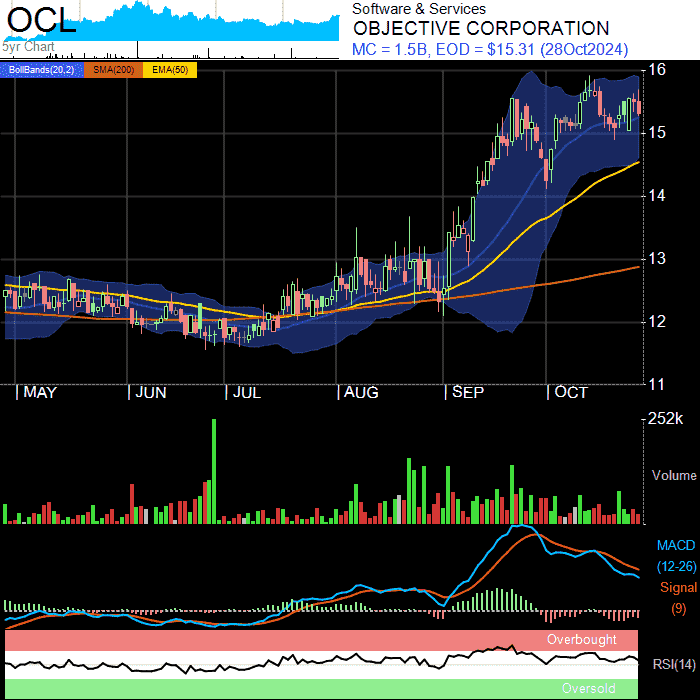 OCL
5yr Chart
Software & Services
OBJECTIVE CORPORATION
MC = 1.5B, EOD = $15.31 (28Oct2024)
BollBands(20,2) SMA(200) EMA(50)
16
15
14
13
12
11
MAY JUN JUL AUG SEP OCT
252k
Volume
MACD
(12-26)
Signal
(9)
Overbought
RSI(14)
Oversold